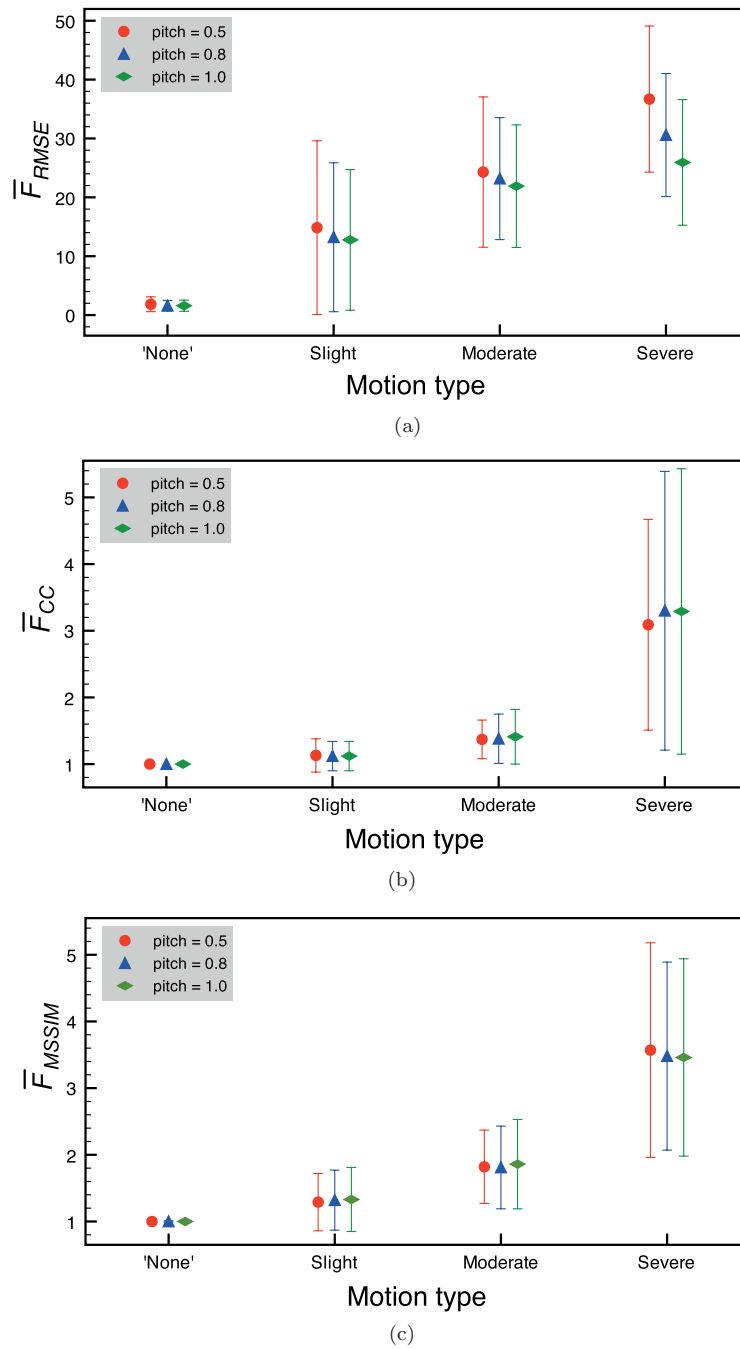 50
40
30
20
10
0
F̅_RMSE
pitch = 0.5
pitch = 0.8
pitch = 1.0
'None' Slight Moderate Severe
Motion type
(a)
5
4
3
2
1
F̅_CC
pitch = 0.5
pitch = 0.8
pitch = 1.0
'None' Slight Moderate Severe
Motion type
(b)
5
4
3
2
1
F̅_MSSIM
pitch = 0.5
pitch = 0.8
pitch = 1.0
'None' Slight Moderate Severe
Motion type
(c)